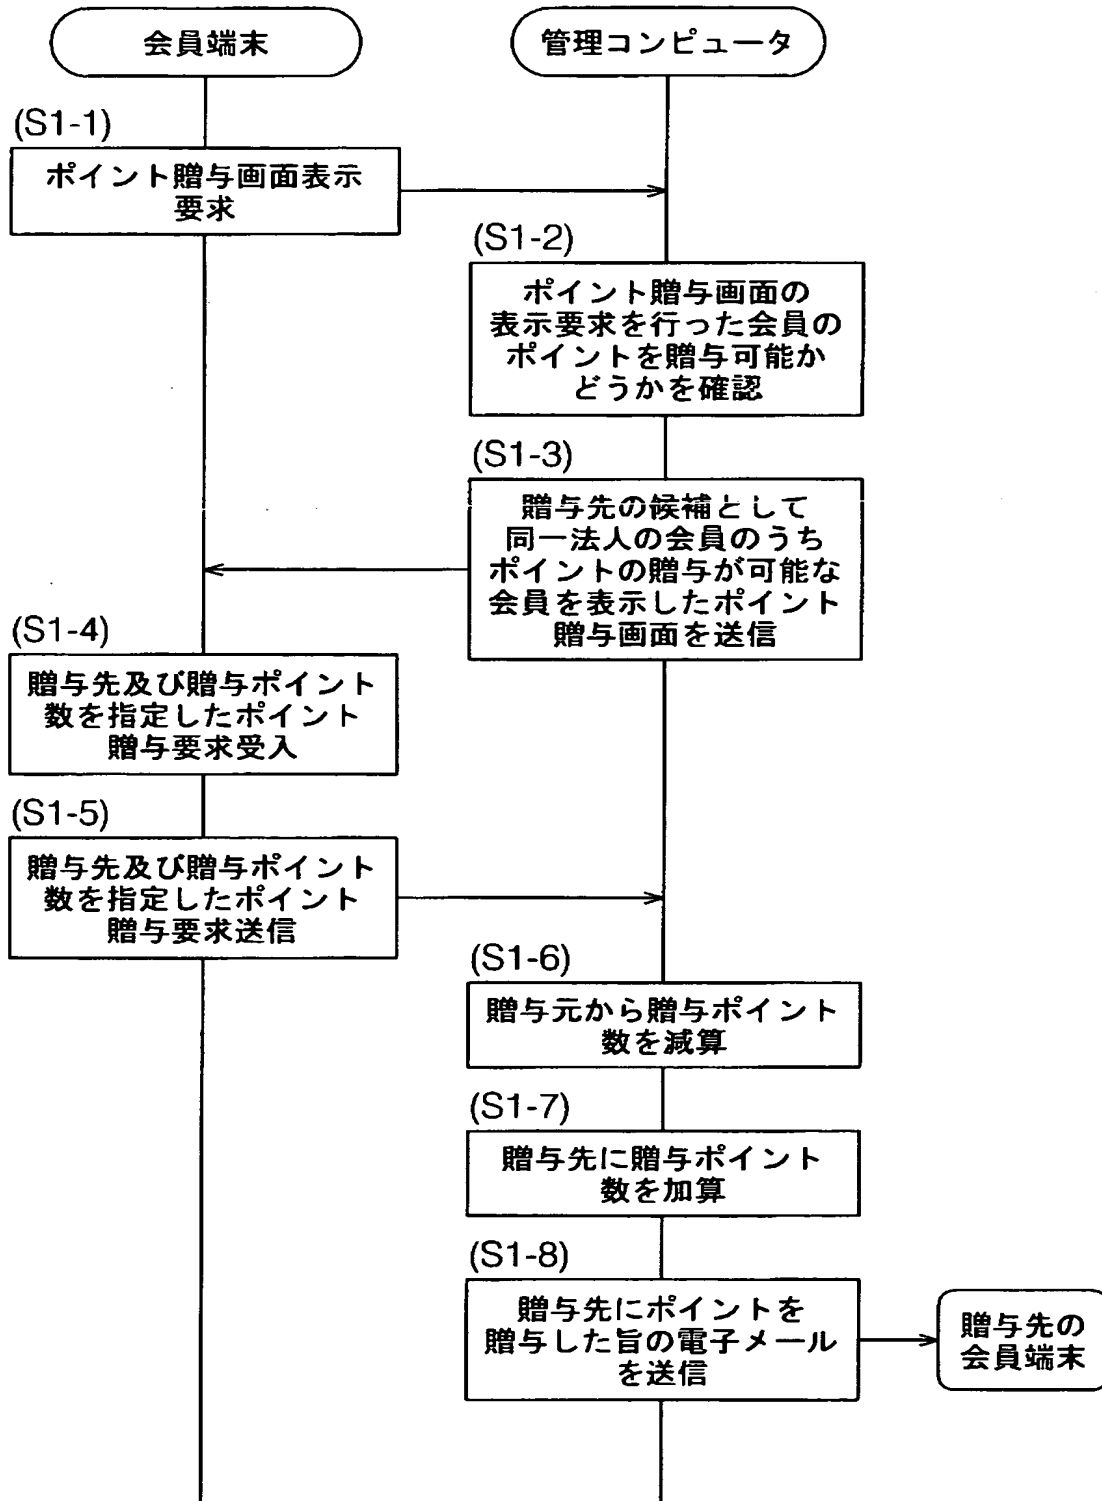 会員端末
管理コンピュータ
(S1-1)
ポイント贈与画面表示
要求
(S1-2)
ポイント贈与画面の
表示要求を行った会員の
ポイントを贈与可能か
どうかを確認
(S1-3)
贈与先の候補として
同一法人の会員のうち
ポイントの贈与が可能な
会員を表示したポイント
贈与画面を送信
(S1-4)
贈与先及び贈与ポイント
数を指定したポイント
贈与要求受入
(S1-5)
贈与先及び贈与ポイント
数を指定したポイント
贈与要求送信
(S1-6)
贈与元から贈与ポイント
数を減算
(S1-7)
贈与先に贈与ポイント
数を加算
(S1-8)
贈与先にポイントを
贈与した旨の電子メール
を送信
贈与先の
会員端末